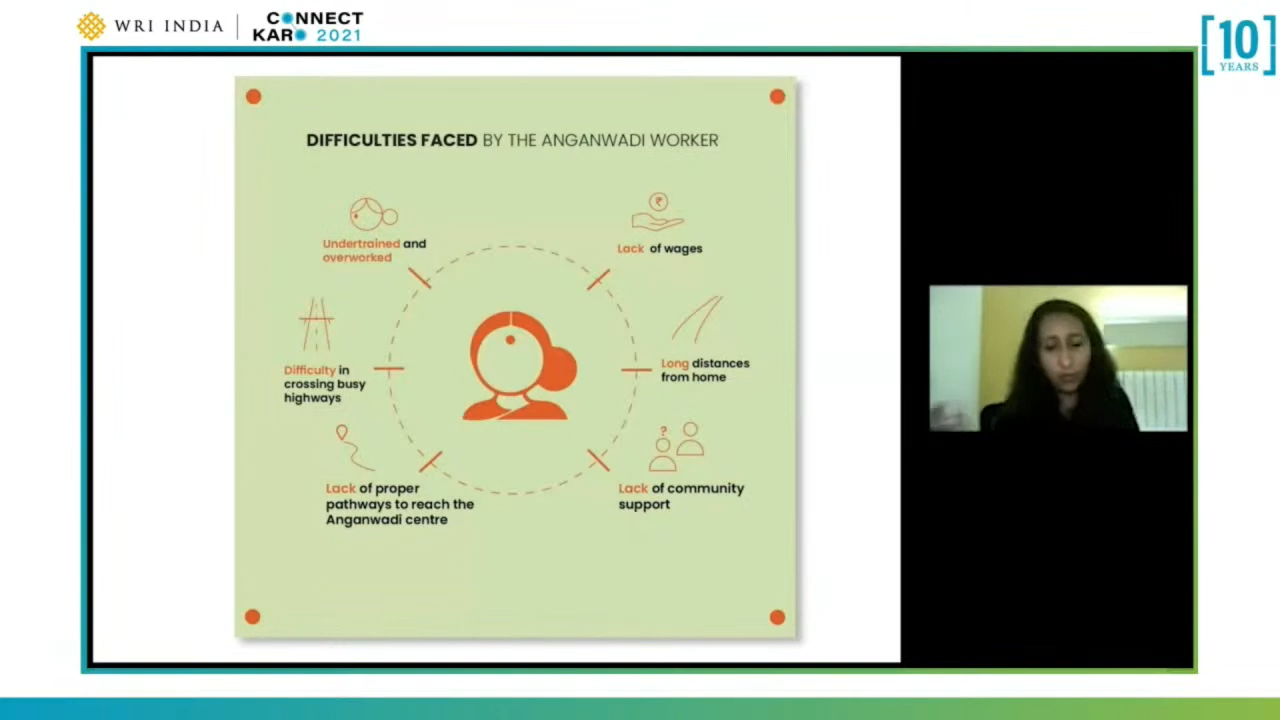 WRI INDIA
CONNECT
KARO 2021
[10]
YEARS
DIFFICULTIES FACED BY THE ANGANWADI WORKER
Undertrained and
overworked
₹
Lack of wages
Difficulty in
crossing busy
highways
Long distances
from home
Lack of proper
pathways to reach the
Anganwadi centre
?
Lack of community
support